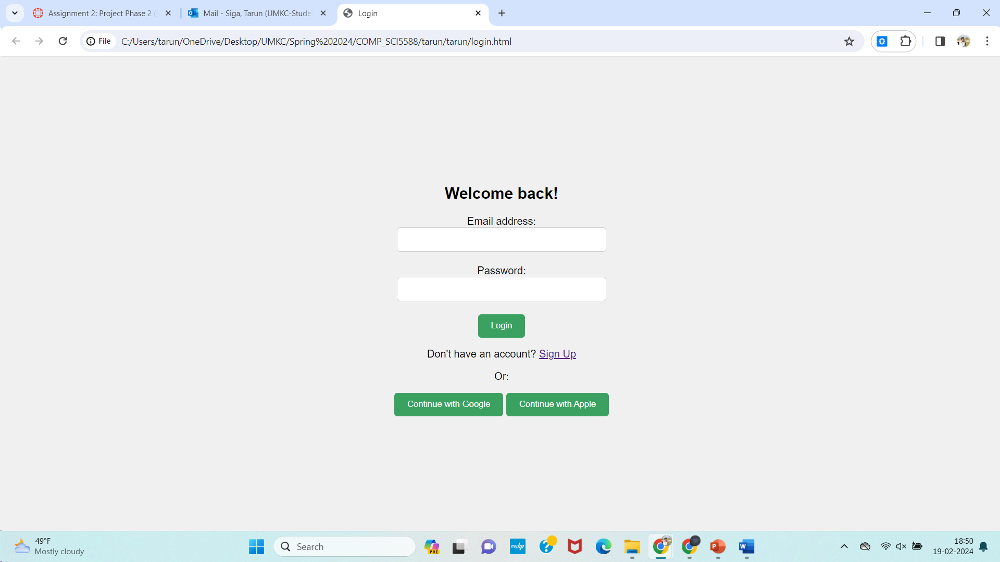 Assignment 2: Project Phase 2
Mail - Siga, Tarun (UMKC-Stude
Login
File
C:/Users/tarun/OneDrive/Desktop/UMKC/Spring%202024/COMP_SCI5588/tarun/tarun/login.html
Welcome back!
Email address:
Password:
Login
Don't have an account? Sign Up
Or:
Continue with Google
Continue with Apple
49°F
Mostly cloudy
Search
PRE
myhp
18:50
19-02-2024